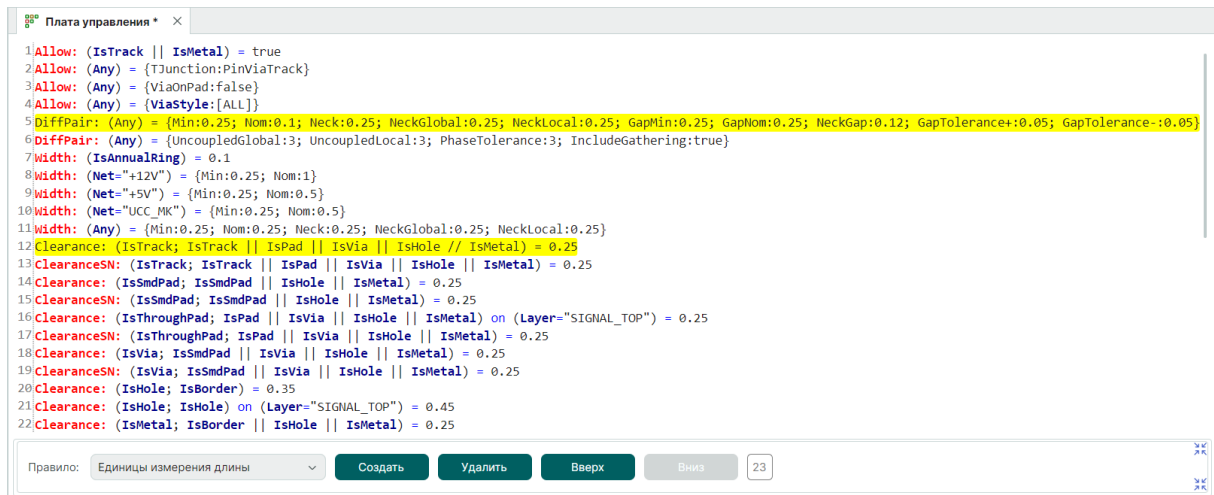 Плата управления *
1 Allow: (IsTrack || IsMetal) = true
2 Allow: (Any) = {TJunction:PinViaTrack}
3 Allow: (Any) = {ViaOnPad:false}
4 Allow: (Any) = {ViaStyle:[ALL]}
5 DiffPair: (Any) = {Min:0.25; Nom:0.1; Neck:0.25; NeckGlobal:0.25; NeckLocal:0.25; GapMin:0.25; GapNom:0.25; NeckGap:0.12; GapTolerance+:0.05; GapTolerance-:0.05}
6 DiffPair: (Any) = {UncoupledGlobal:3; UncoupledLocal:3; PhaseTolerance:3; IncludeGathering:true}
7 Width: (IsAnnualRing) = 0.1
8 Width: (Net="+12V") = {Min:0.25; Nom:1}
9 Width: (Net="+5V") = {Min:0.25; Nom:0.5}
10 Width: (Net="UCC_MK") = {Min:0.25; Nom:0.5}
11 Width: (Any) = {Min:0.25; Nom:0.25; Neck:0.25; NeckGlobal:0.25; NeckLocal:0.25}
12 Clearance: (IsTrack; IsTrack || IsPad || IsVia || IsHole // IsMetal) = 0.25
13 ClearanceSN: (IsTrack; IsTrack || IsPad || IsVia || IsHole || IsMetal) = 0.25
14 Clearance: (IsSmdPad; IsSmdPad || IsHole || IsMetal) = 0.25
15 ClearanceSN: (IsSmdPad; IsSmdPad || IsHole || IsMetal) = 0.25
16 Clearance: (IsThroughPad; IsPad || IsVia || IsHole || IsMetal) on (Layer="SIGNAL_TOP") = 0.25
17 ClearanceSN: (IsThroughPad; IsPad || IsVia || IsHole || IsMetal) = 0.25
18 Clearance: (IsVia; IsSmdPad || IsVia || IsHole || IsMetal) = 0.25
19 ClearanceSN: (IsVia; IsSmdPad || IsVia || IsHole || IsMetal) = 0.25
20 Clearance: (IsHole; IsBorder) = 0.35
21 Clearance: (IsHole; IsHole) on (Layer="SIGNAL_TOP") = 0.45
22 Clearance: (IsMetal; IsBorder || IsHole || IsMetal) = 0.25
Правило: Единицы измерения длины Создать Удалить Вверх Вниз 23